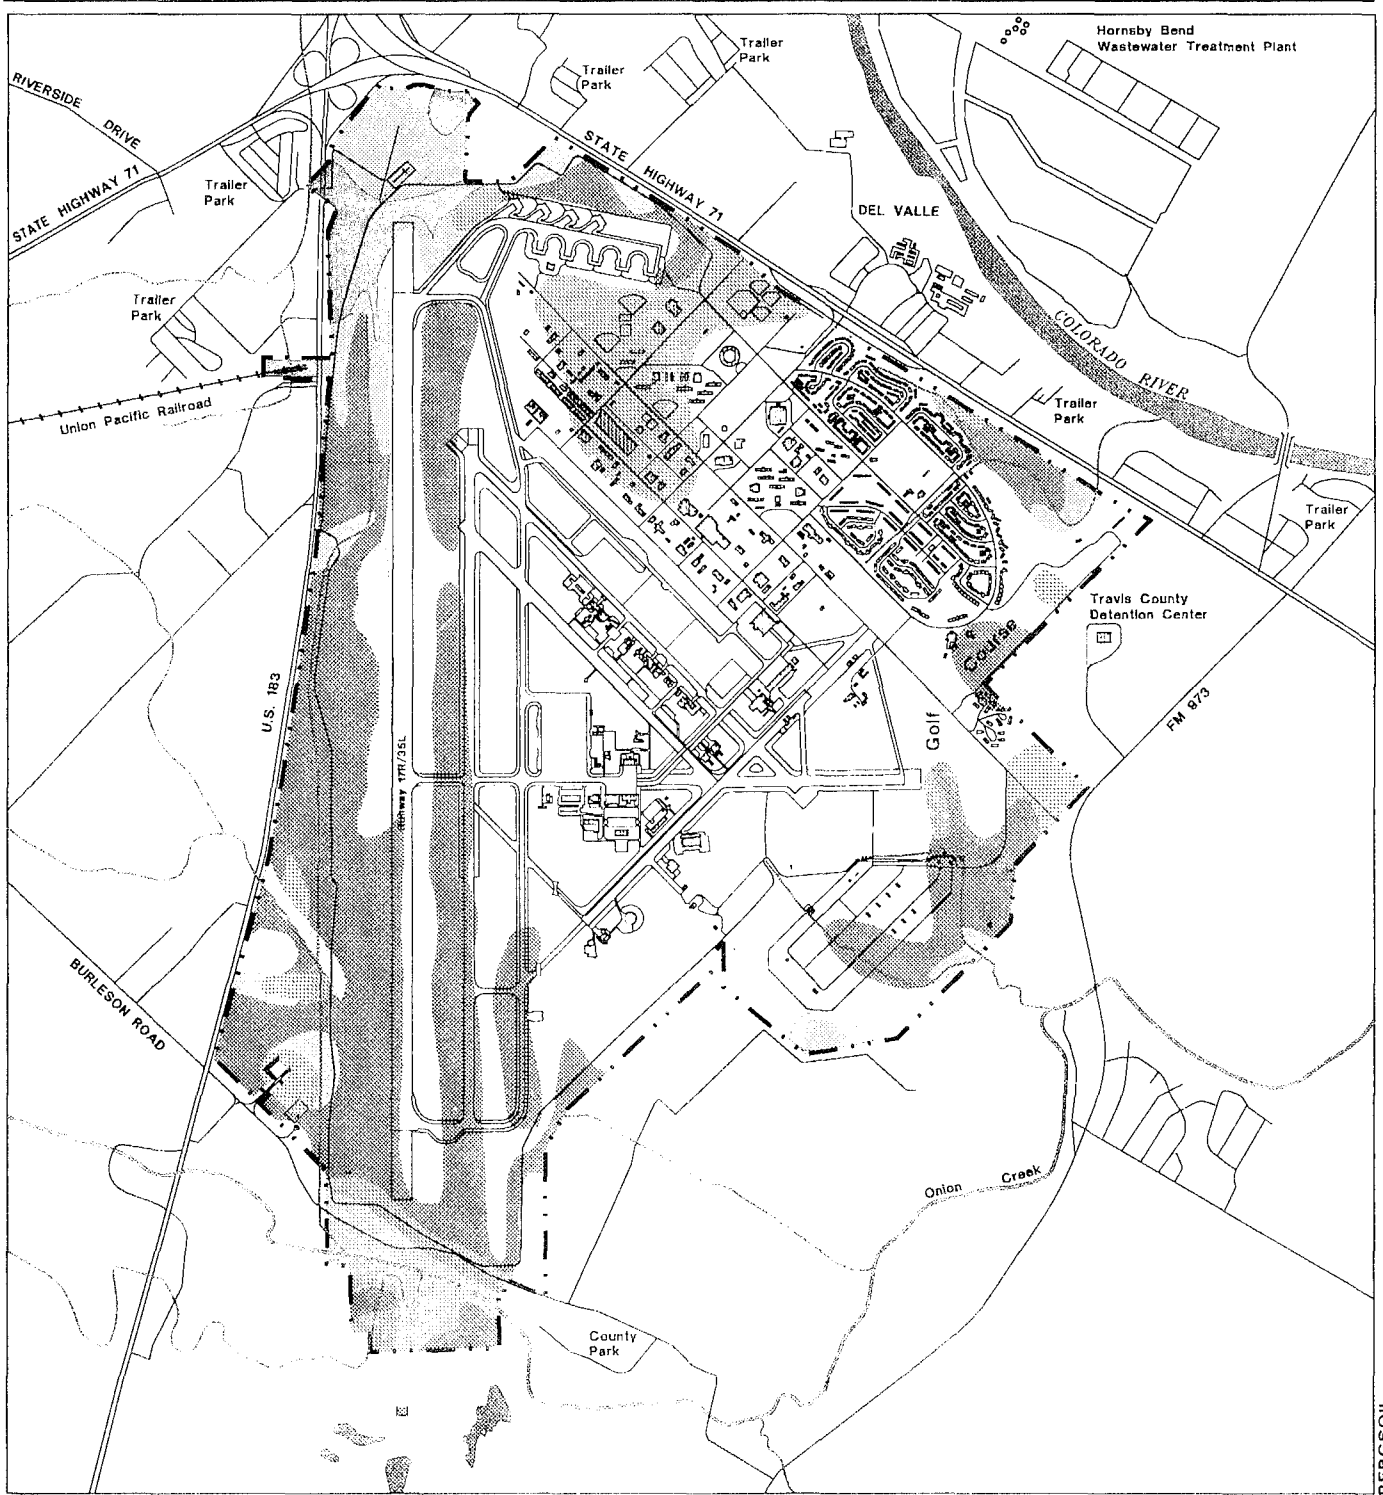 Hornsby Bend
Wastewater Treatment Plant
Trailer
Park
Trailer
Park
RIVERSIDE
DRIVE
STATE HIGHWAY 71
STATE HIGHWAY 71
Trailer
Park
DEL VALLE
Trailer
Park
COLORADO RIVER
Union Pacific Railroad
Trailer
Park
Trailer
Park
Travis County
Detention Center
Golf Course
U.S. 183
FM 973
Runway 17R/35L
BURLESON ROAD
Onion Creek
County
Park